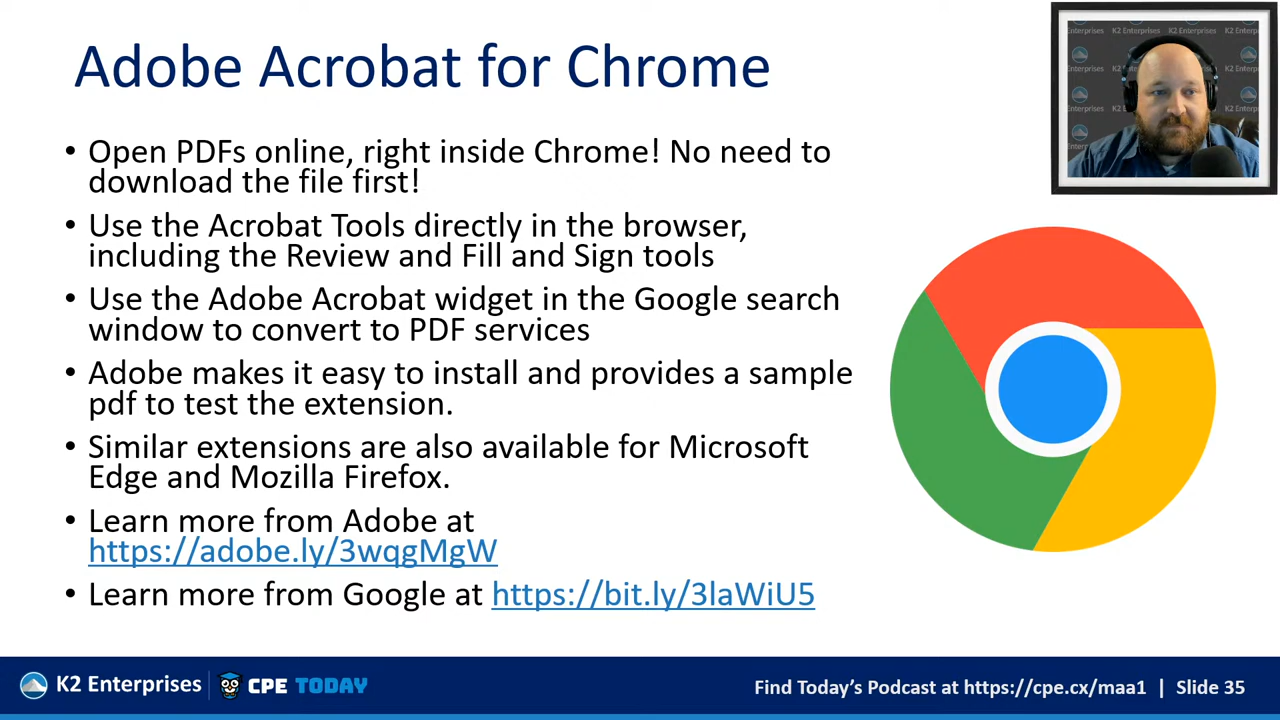 Adobe Acrobat for Chrome
K2 Enterprises
Enterprises
K2 Enterp
• Open PDFs online, right inside Chrome! No need to
download the file first!
• Use the Acrobat Tools directly in the browser,
including the Review and Fill and Sign tools
• Use the Adobe Acrobat widget in the Google search
window to convert to PDF services
• Adobe makes it easy to install and provides a sample
pdf to test the extension.
• Similar extensions are also available for Microsoft
Edge and Mozilla Firefox.
• Learn more from Adobe at
https://adobe.ly/3wqgMgW
• Learn more from Google at https://bit.ly/3laWiU5
K2 Enterprises
CPE TODAY
Find Today's Podcast at https://cpe.cx/maa1 | Slide 35